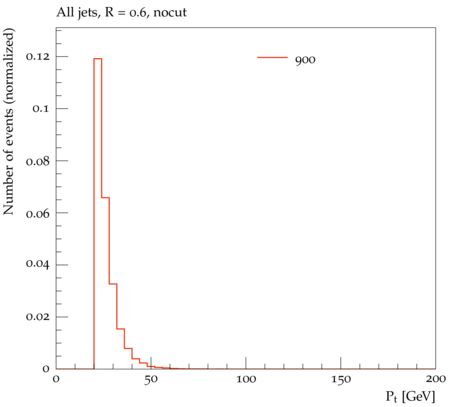 All jets, R = 0.6, nocut
Number of events (normalized)
0.12
0.1
0.08
0.06
0.04
0.02
0
900
0 50 100 150 200
Pt [GeV]